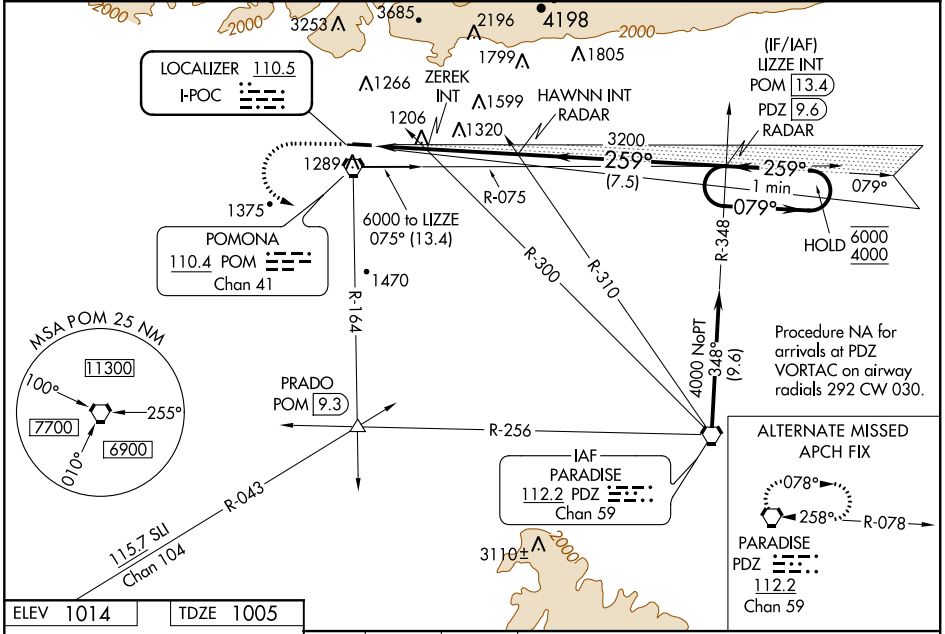 2000
3253
3685
2196
4198
2000
1799
1805
LOCALIZER 110.5
I-POC
1266
ZEREK
INT
1599
HAWNN INT
RADAR
(IF/IAF)
LIZZE INT
POM 13.4
PDZ 9.6
RADAR
1206
1320
3200
1289
259°
(7.5)
259°
1 min
079°
079°
R-075
6000 to LIZZE
075° (13.4)
1375
HOLD 6000
4000
POMONA
110.4 POM
Chan 41
1470
R-164
R-300
R-310
R-348
4000 NoPT
348°
(9.6)
Procedure NA for
arrivals at PDZ
VORTAC on airway
radials 292 CW 030.
MSA POM 25 NM
11300
100°
255°
7700
6900
010°
PRADO
POM 9.3
R-256
R-043
115.7 SLI
Chan 104
IAF
PARADISE
112.2 PDZ
Chan 59
3110±
2000
ALTERNATE MISSED
APCH FIX
078°
258°
R-078
PARADISE
PDZ
112.2
Chan 59
ELEV 1014
TDZE 1005